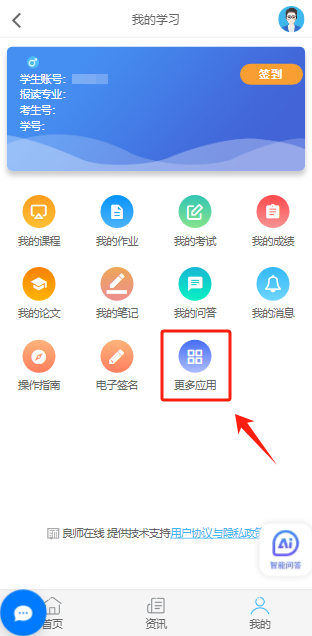 我的学习
学生账号:
签到
报读专业:
考生号:
学号:
我的课程
我的作业
我的考试
我的成绩
我的论文
我的笔记
我的问答
我的消息
操作指南
电子签名
更多应用
良师在线 提供技术支持用户协议与隐私政策
Ai
智能问答
首页
资讯
我的